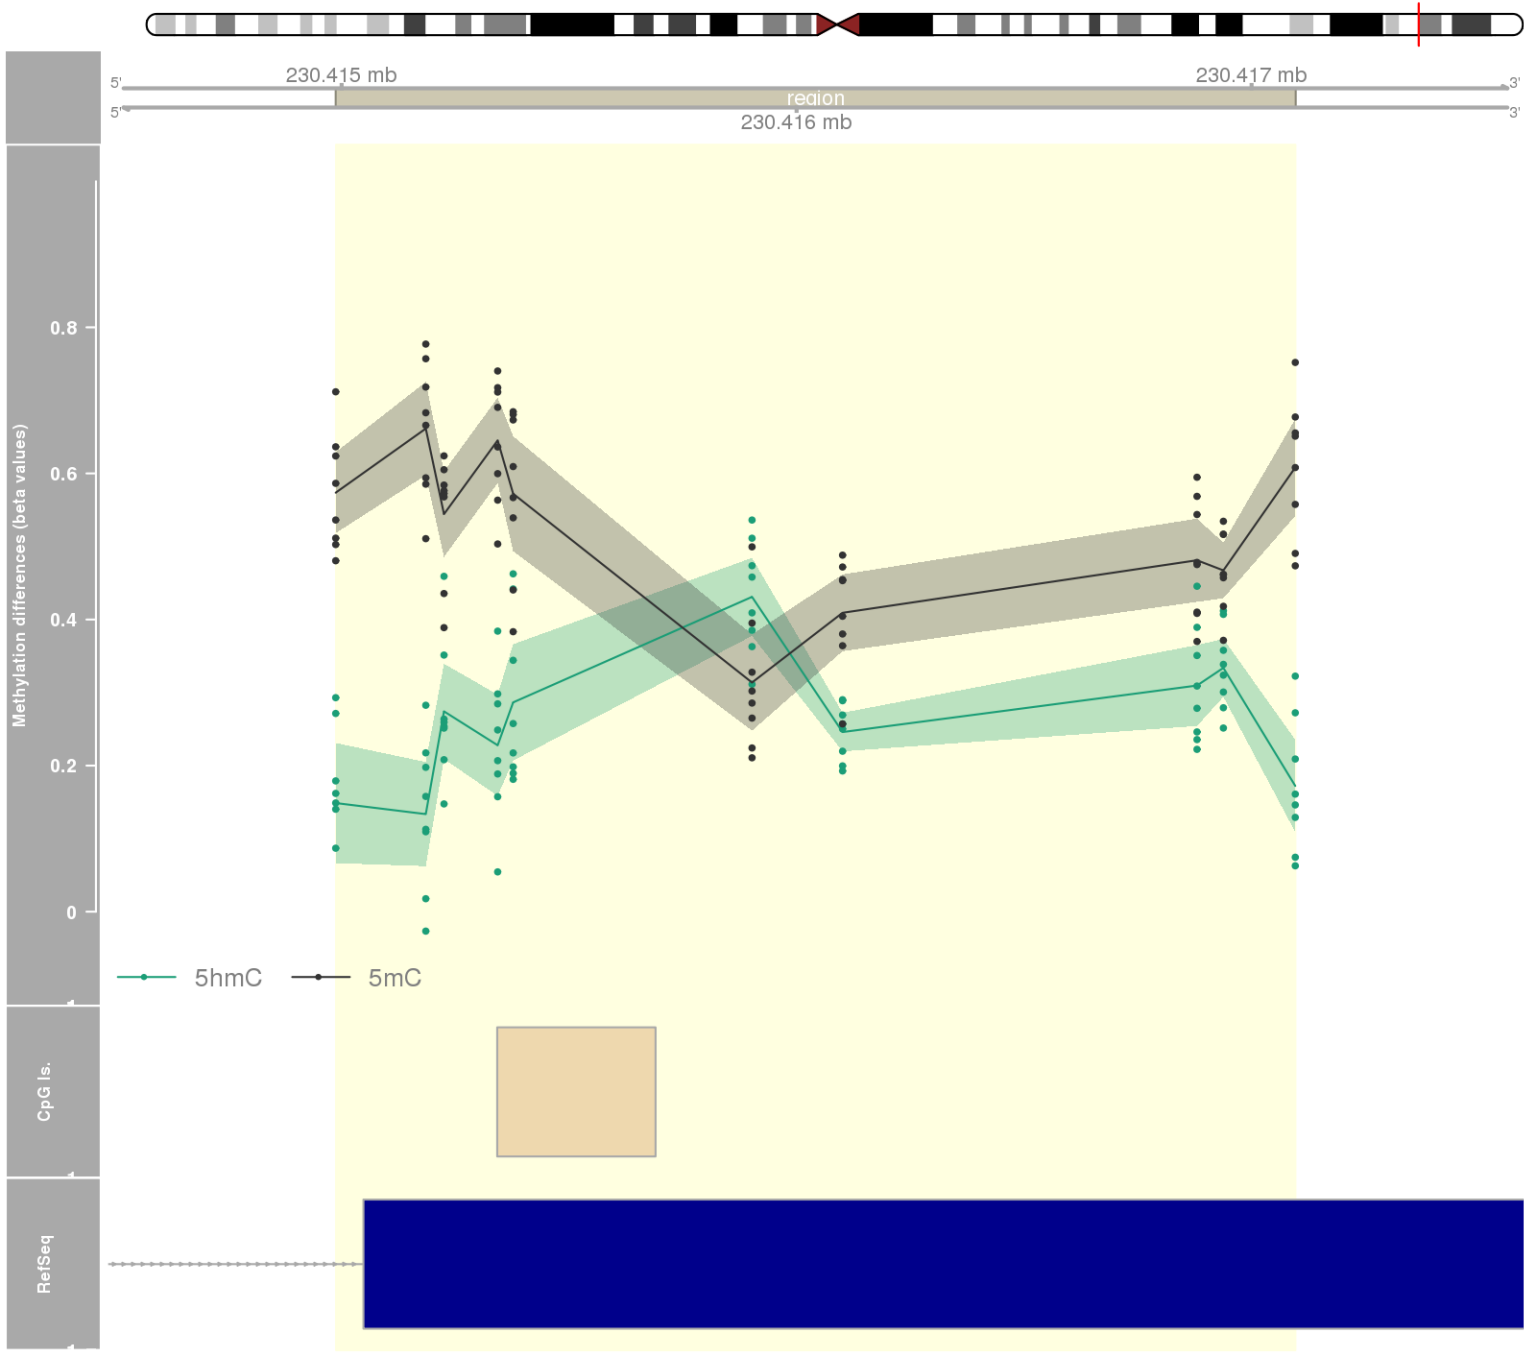 230.415 mb
230.417 mb
5'
3'
region
5'
3'
230.416 mb
Methylation differences (beta values)
0.8
0.6
0.4
0.2
0
5hmC
5mC
CpG Is.
RefSeq